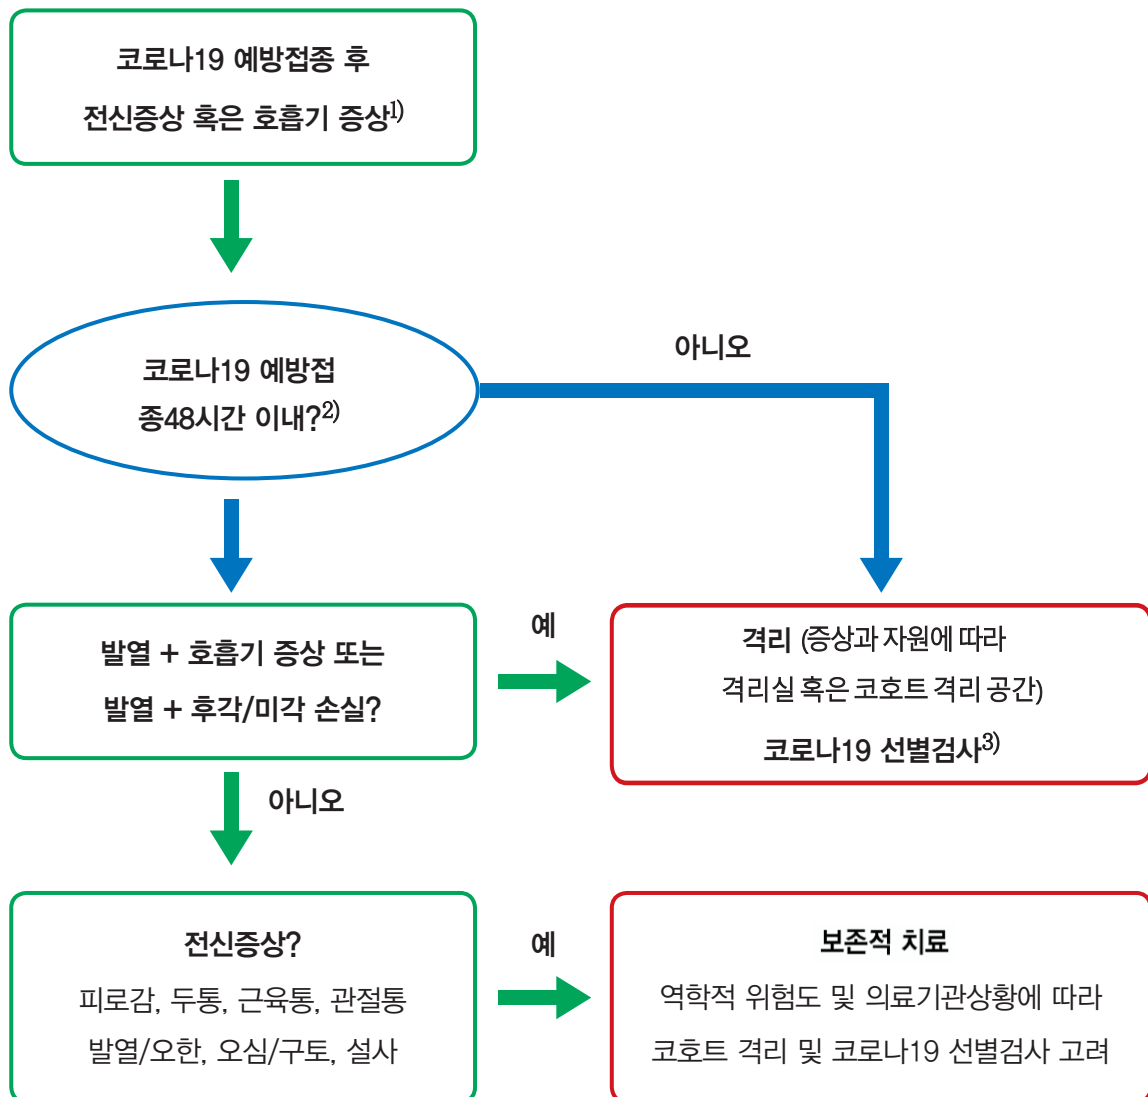 코로나19 예방접종 후
전신증상 혹은 호흡기 증상1)
코로나19 예방접
종48시간 이내?2)
아니오
발열 + 호흡기 증상 또는
발열 + 후각/미각 손실?
예
격리 (증상과 자원에 따라
격리실 혹은 코호트 격리 공간)
코로나19 선별검사3)
아니오
전신증상?
피로감, 두통, 근육통, 관절통
발열/오한, 오심/구토, 설사
예
보존적 치료
역학적 위험도 및 의료기관상황에 따라
코호트 격리 및 코로나19 선별검사 고려